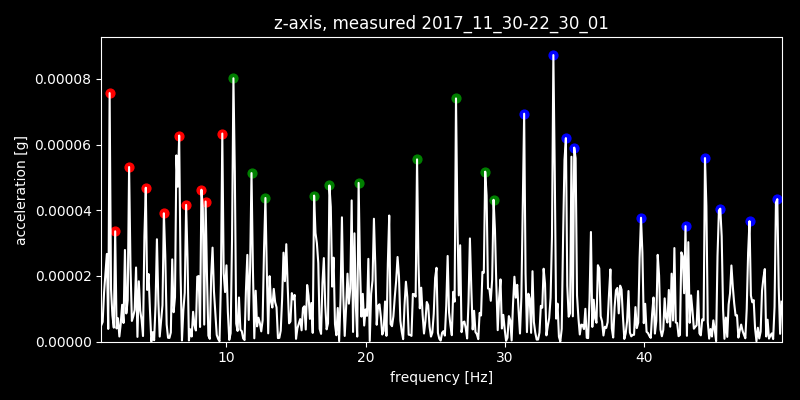 z-axis, measured 2017_11_30-22_30_01
acceleration [g]
0.00008
0.00006
0.00004
0.00002
0.00000
10 20 30 40
frequency [Hz]